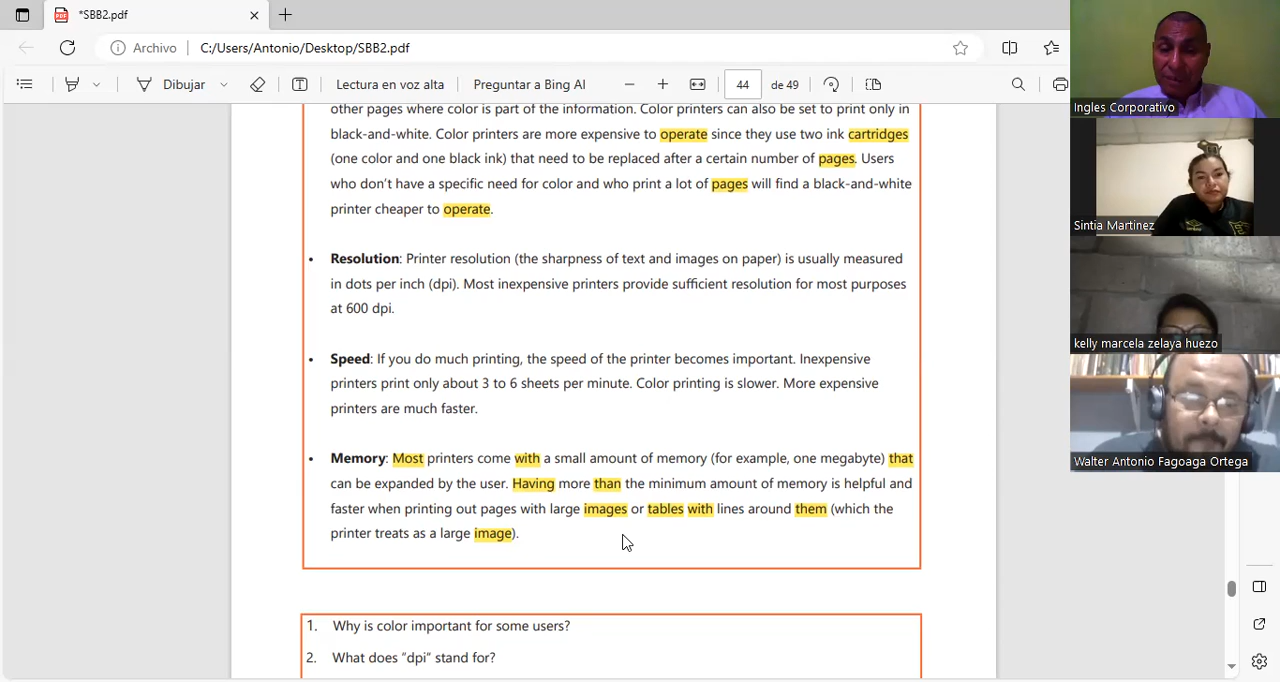 *SBB2.pdf
Archivo C:/Users/Antonio/Desktop/SBB2.pdf
Dibujar Lectura en voz alta Preguntar a Bing AI 44 de 49
other pages where color is part of the information. Color printers can also be set to print only in
black-and-white. Color printers are more expensive to operate since they use two ink cartridges
(one color and one black ink) that need to be replaced after a certain number of pages. Users
who don't have a specific need for color and who print a lot of pages will find a black-and-white
printer cheaper to operate.
• Resolution: Printer resolution (the sharpness of text and images on paper) is usually measured
in dots per inch (dpi). Most inexpensive printers provide sufficient resolution for most purposes
at 600 dpi.
• Speed: If you do much printing, the speed of the printer becomes important. Inexpensive
printers print only about 3 to 6 sheets per minute. Color printing is slower. More expensive
printers are much faster.
• Memory: Most printers come with a small amount of memory (for example, one megabyte) that
can be expanded by the user. Having more than the minimum amount of memory is helpful and
faster when printing out pages with large images or tables with lines around them (which the
printer treats as a large image).
1. Why is color important for some users?
2. What does "dpi" stand for?
Ingles Corporativo
Sintia Martinez
kelly marcela zelaya huezo
Walter Antonio Fagoaga Ortega